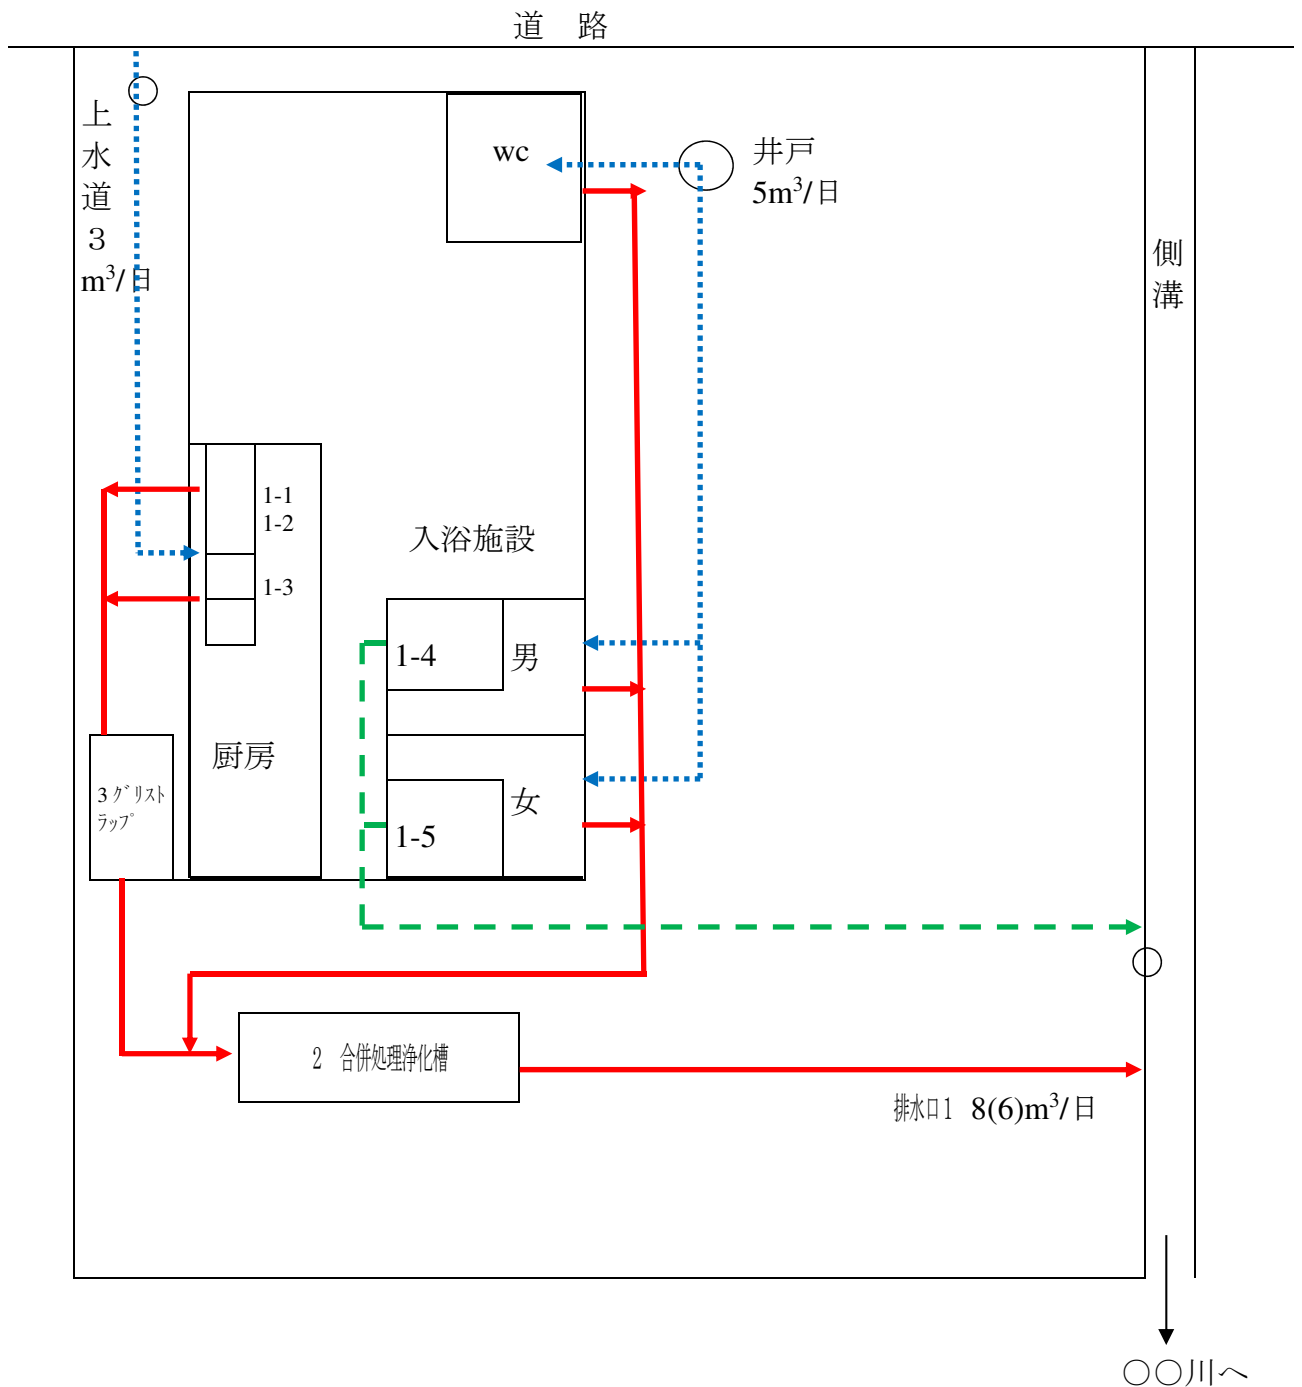 道　路
上
水
道
３
m³/日
wc
井戸
5m³/日
側
溝
1-1
1-2
1-3
入浴施設
1-4
男
厨房
3 ｸﾞﾘｽﾄ
ﾗｯﾌﾟ
女
1-5
2　合併処理浄化槽
排水口1　8(6)m³/日
○○川へ